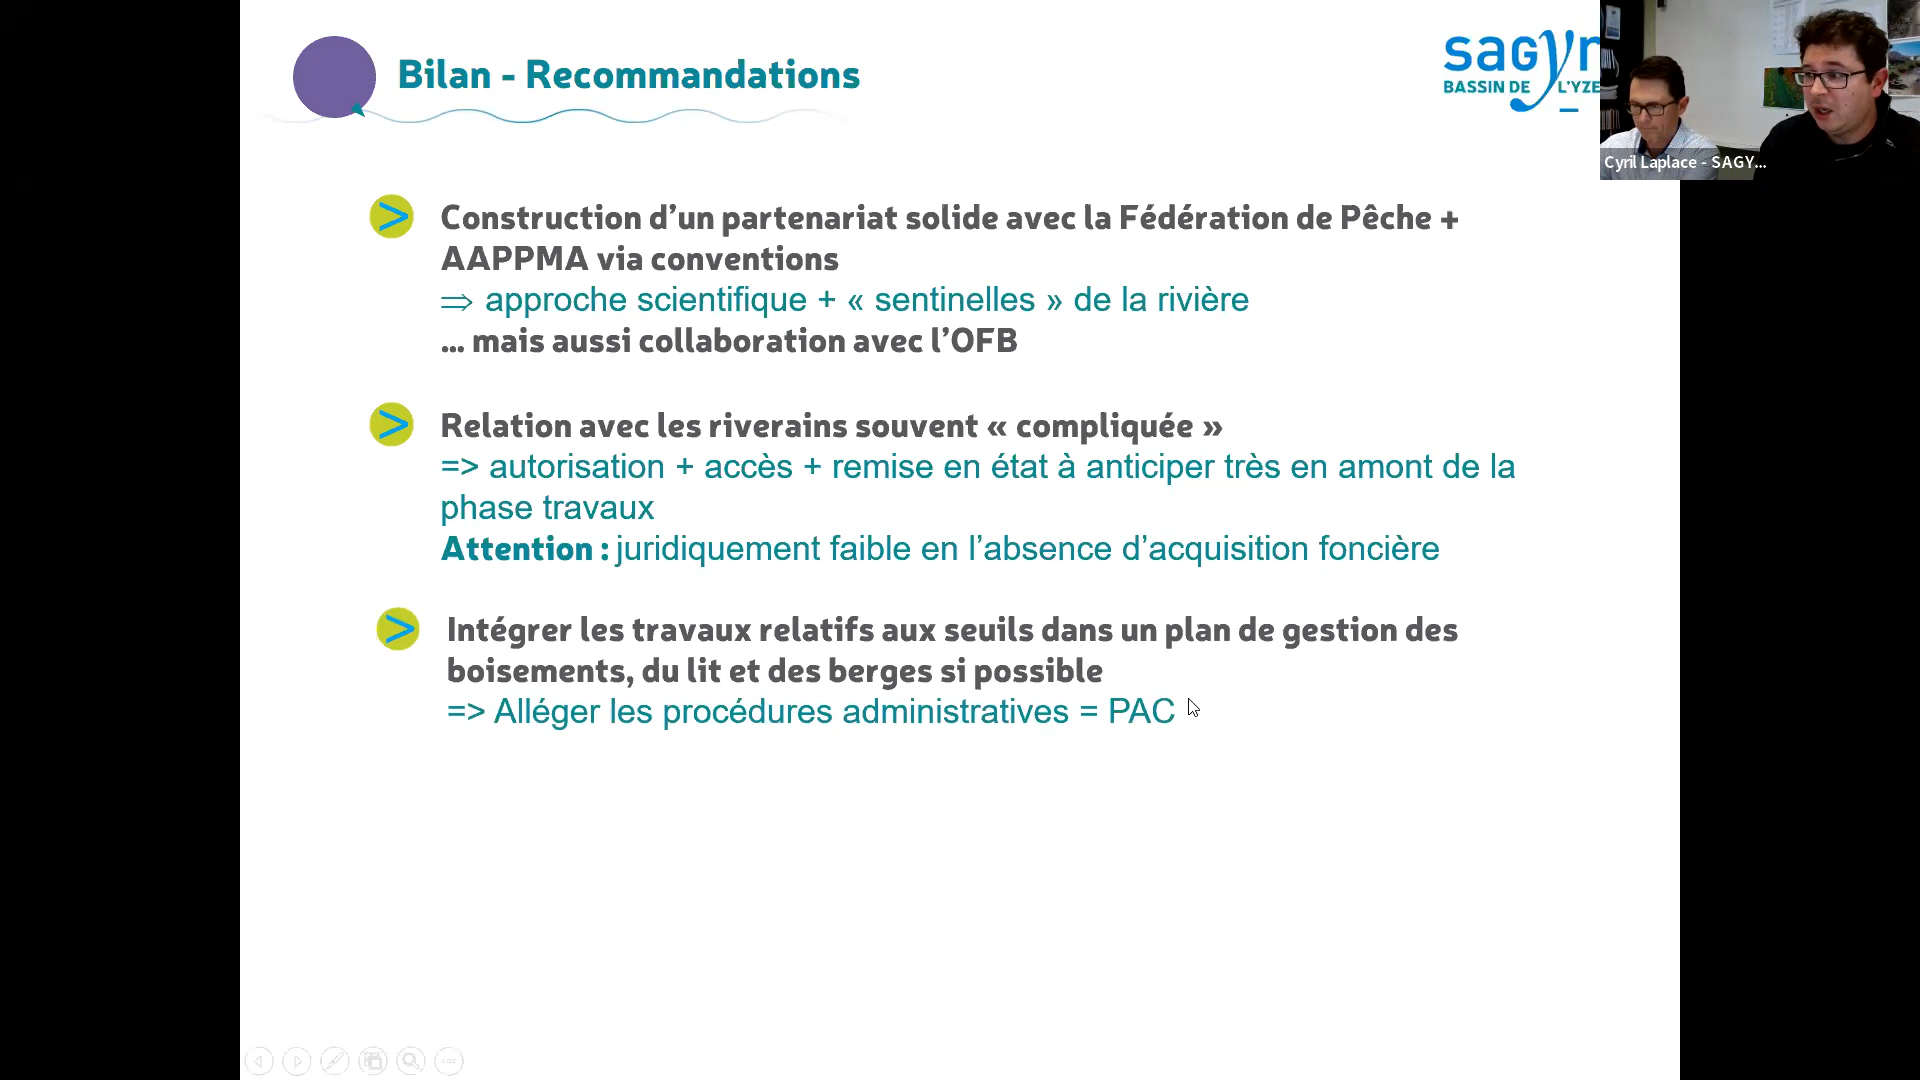 Bilan - Recommandations
sagyr
BASSIN DE L'YZE
Cyril Laplace - SAGY...
> Construction d’un partenariat solide avec la Fédération de Pêche +
AAPPMA via conventions
⇒ approche scientifique + « sentinelles » de la rivière
... mais aussi collaboration avec l’OFB
> Relation avec les riverains souvent « compliquée »
=> autorisation + accès + remise en état à anticiper très en amont de la
phase travaux
Attention : juridiquement faible en l’absence d’acquisition foncière
> Intégrer les travaux relatifs aux seuils dans un plan de gestion des
boisements, du lit et des berges si possible
=> Alléger les procédures administratives = PAC